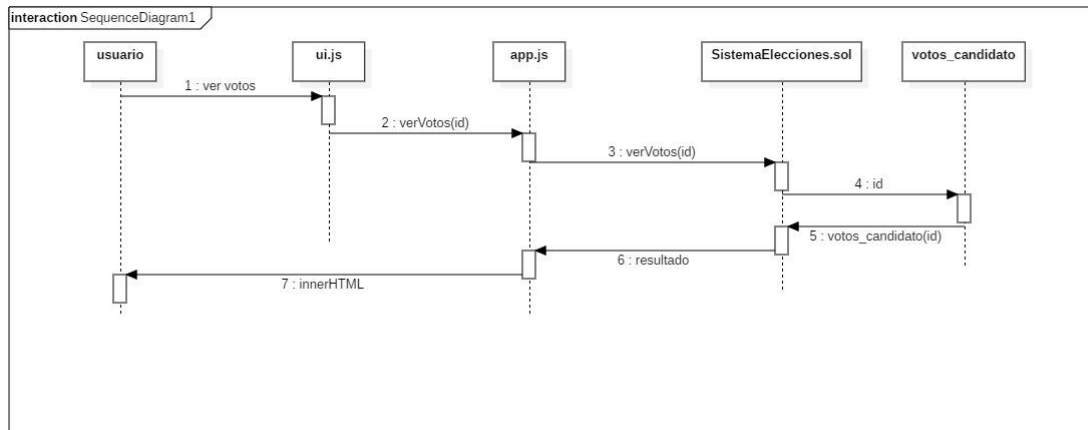 interaction SequenceDiagram1
usuario
ui.js
app.js
SistemaElecciones.sol
votos_candidato
1 : ver votos
2 : verVotos(id)
3 : verVotos(id)
4 : id
5 : votos_candidato(id)
6 : resultado
7 : innerHTML